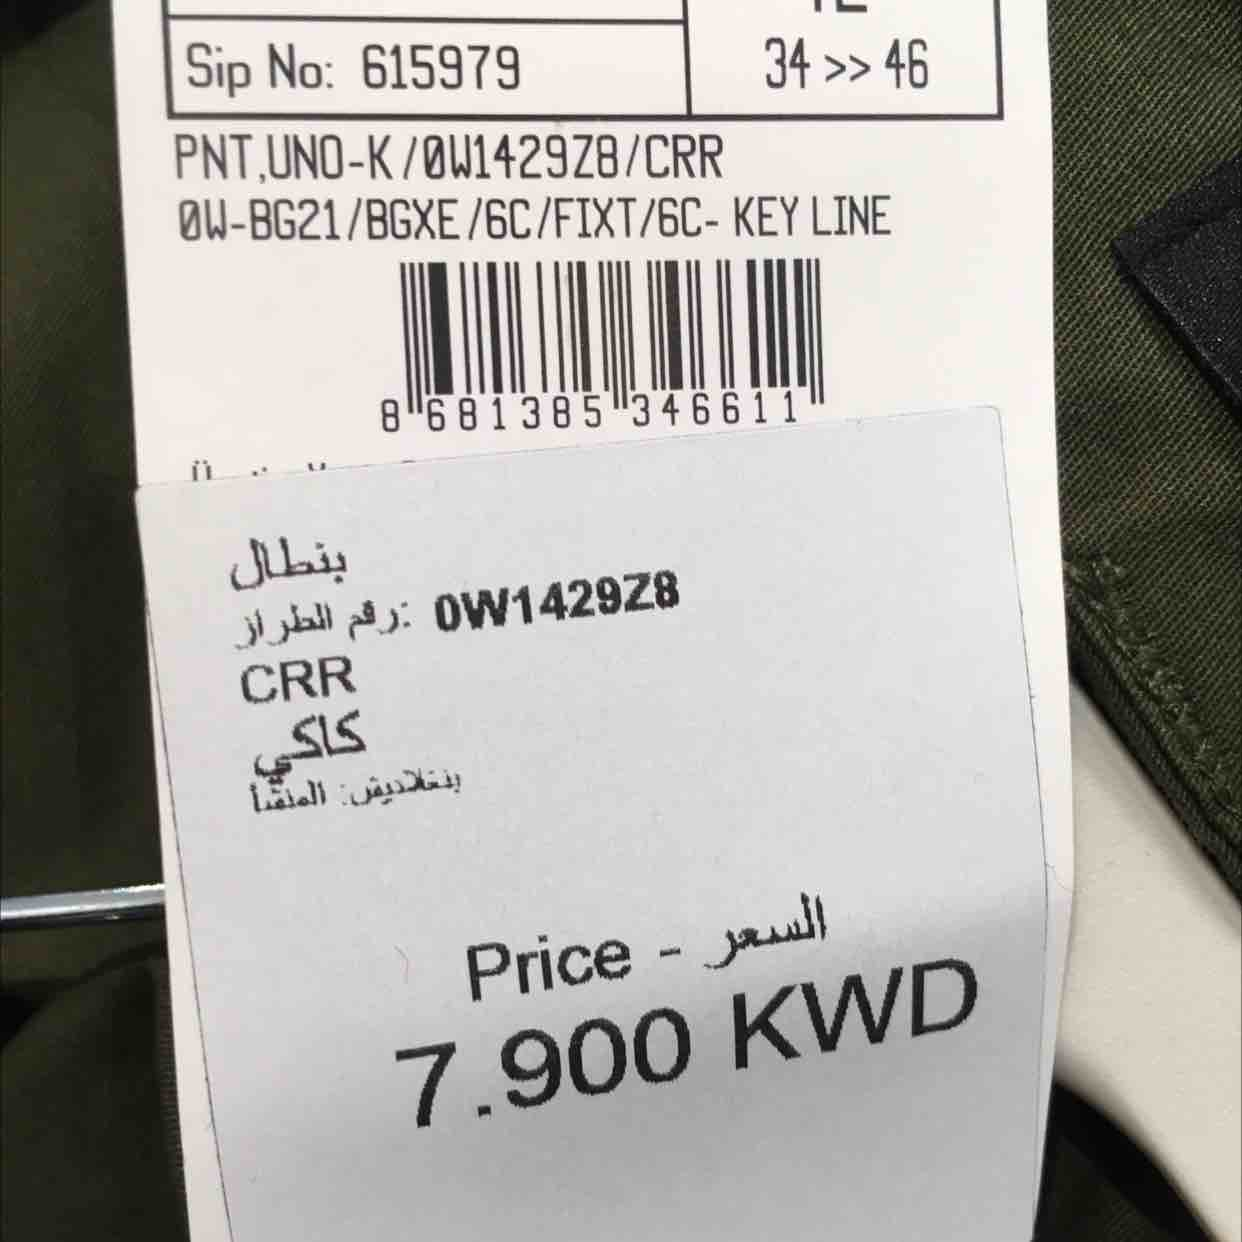 Sip No: 615979
34 >> 46
PNT,UNO-K/0W1429Z8/CRR
0W-BG21/BGXE/6C/FIXT/6C- KEY LINE
8 681385 346611
بنطال
رقم الطراز: 0W1429Z8
CRR
كاكي
بنغلاديش: المنشأ
Price - السعر
7.900 KWD